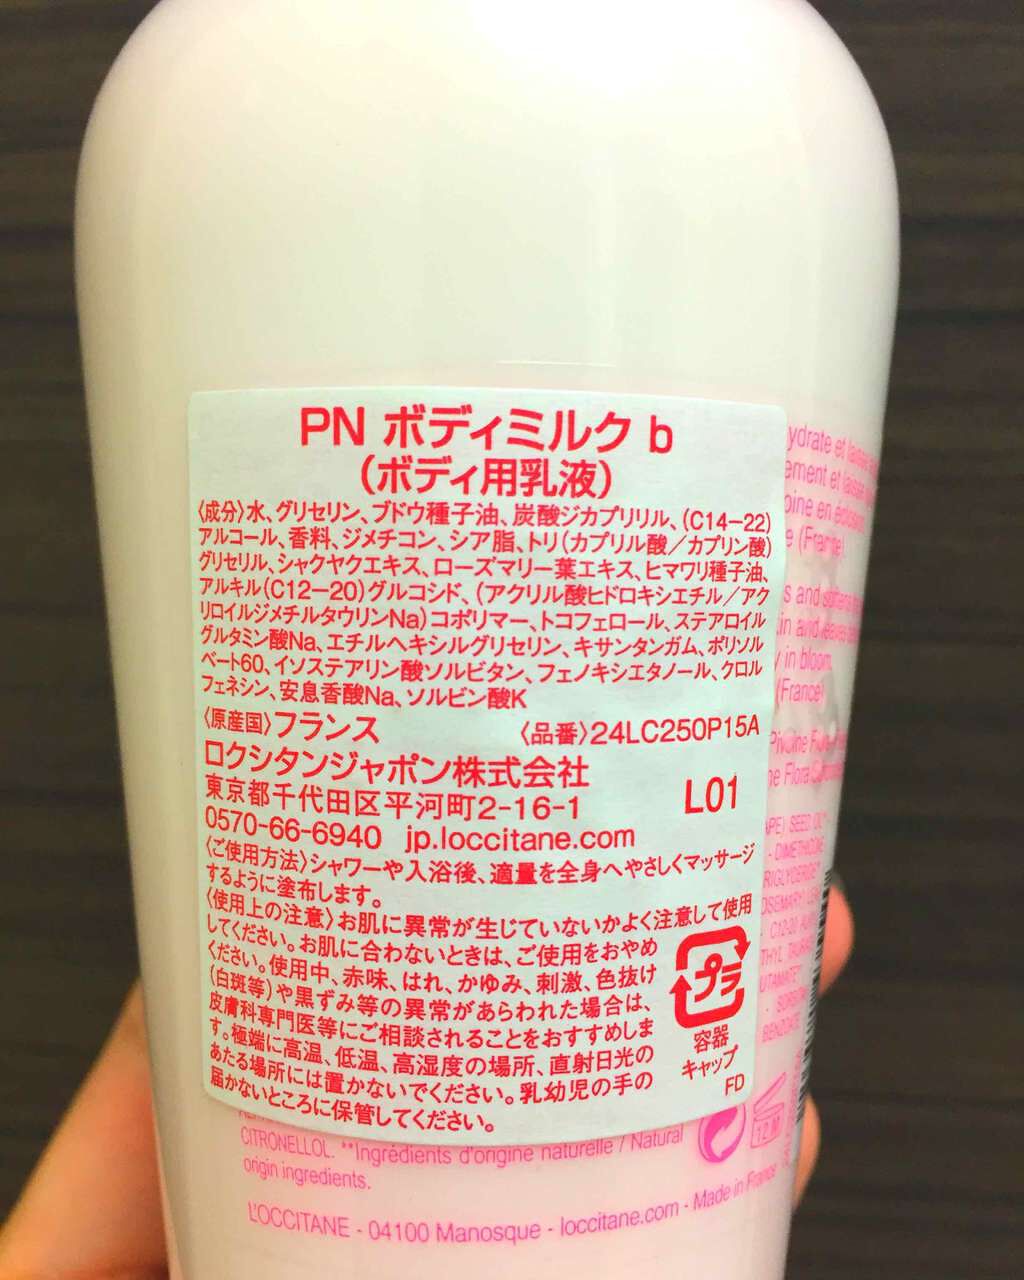 PN ボディミルク b
(ボディ用乳液)
〈成分〉水、グリセリン、ブドウ種子油、炭酸ジカプリリル、(C14-22)
アルコール、香料、ジメチコン、シア脂、トリ(カプリル酸/カプリン酸)
グリセリル、シャクヤクエキス、ローズマリー葉エキス、ヒマワリ種子油、
アルキル(C12-20)グルコシド、(アクリル酸ヒドロキシエチル/アク
リロイルジメチルタウリンNa)コポリマー、トコフェロール、ステアロイル
グルタミン酸Na、エチルヘキシルグリセリン、キサンタンガム、ポリソル
ベート60、イソステアリン酸ソルビタン、フェノキシエタノール、クロル
フェネシン、安息香酸Na、ソルビン酸K
〈原産国〉フランス 〈品番〉24LC250P15A
ロクシタンジャポン株式会社
東京都千代田区平河町2-16-1 L01
0570-66-6940 jp.loccitane.com
〈ご使用方法〉シャワーや入浴後、適量を全身へやさしくマッサージ
するように塗布します。
〈使用上の注意〉お肌に異常が生じていないかよく注意して使用
してください。お肌に合わないときは、ご使用をおやめ
ください。使用中、赤味、はれ、かゆみ、刺激、色抜け
(白斑等)や黒ずみ等の異常があらわれた場合は、
皮膚科専門医等にご相談されることをおすすめしま
す。極端に高温、低温、高湿度の場所、直射日光の
あたる場所には置かないでください。乳幼児の手の
届かないところに保管してください。
プラ
容器
キャップ
FD
ydrate et laisse
ement et laisse
oine en éclosion.
e (France).
s and
in and leaves
y in bloom.
(France)
SEED OIL
- DIMETHICONE
12 M
CITRONELLOL. **Ingrédients d'origine naturelle / Natural
origin ingredients.
L'OCCITANE - 04100 Manosque - loccitane.com - Made in France